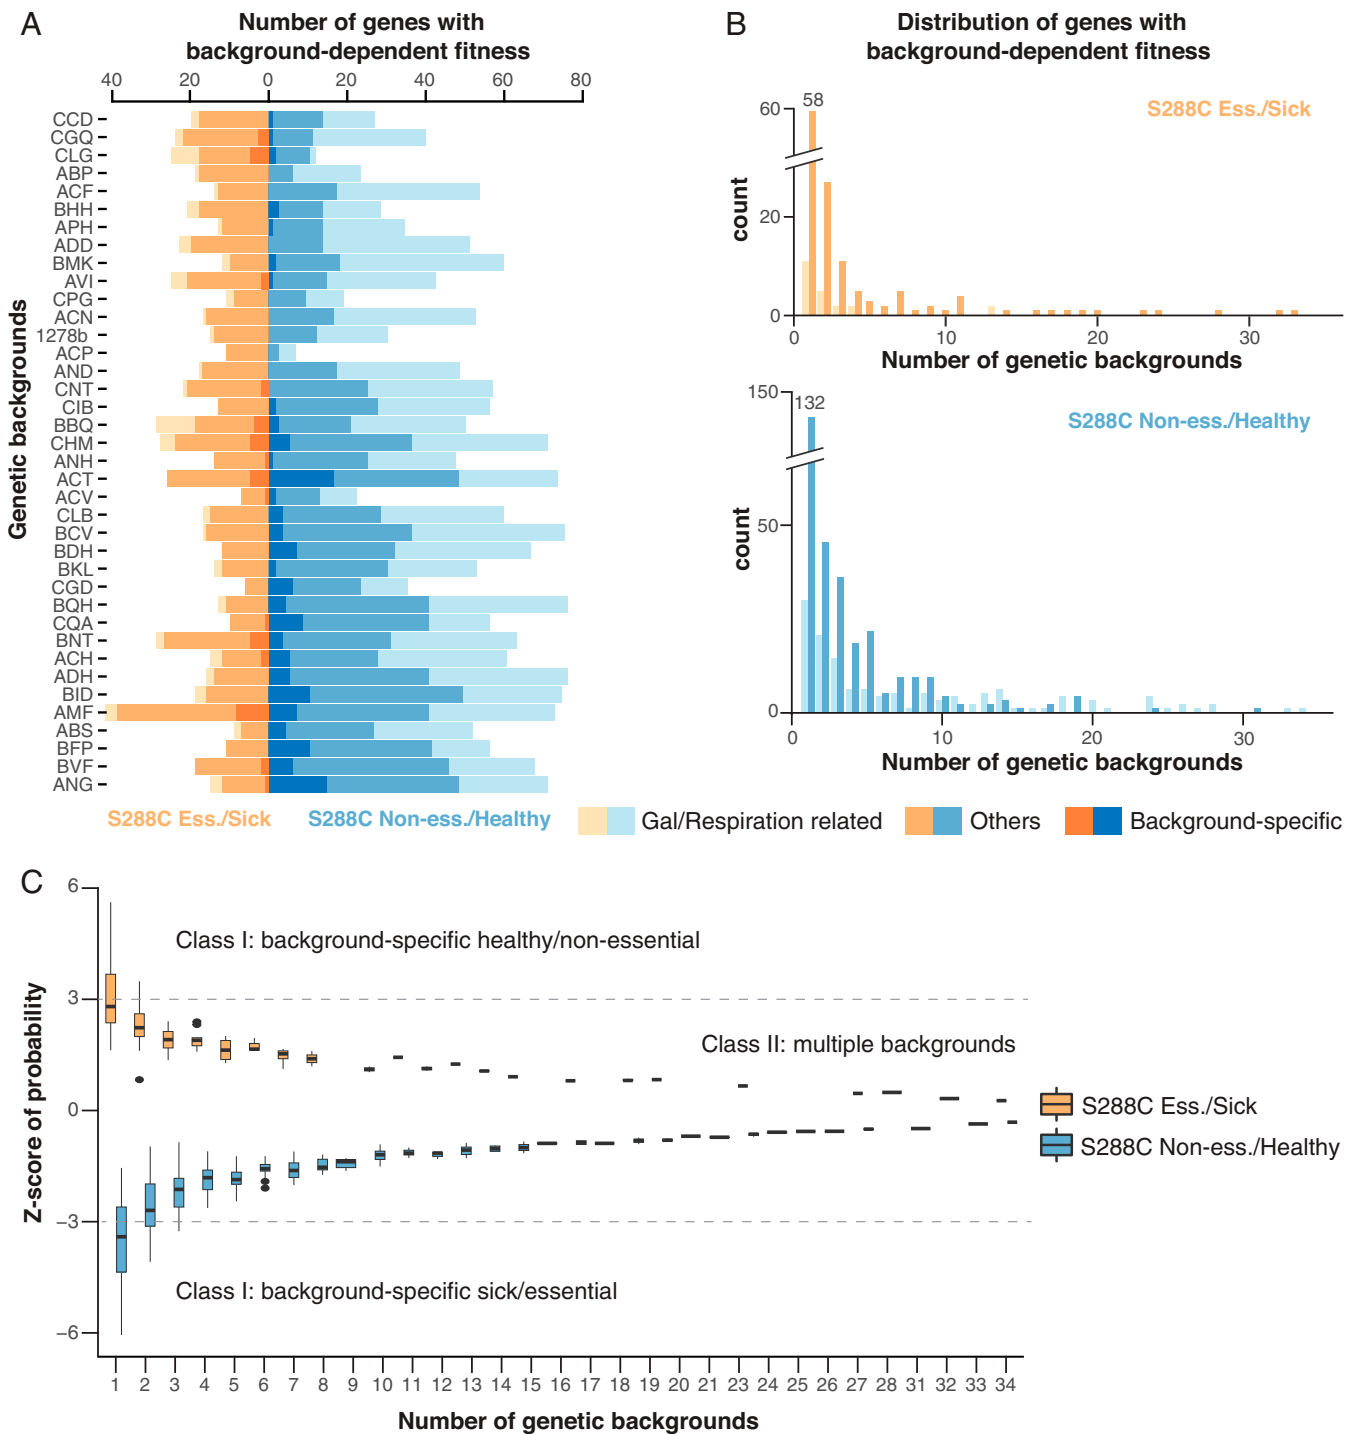 A
Number of genes with
background-dependent fitness
40 20 0 20 40 60 80
Genetic backgrounds
CCD
CGQ
CLG
ABP
ACF
BHH
APH
ADD
BMK
AVI
CPG
ACN
1278b
ACP
AND
CNT
CIB
BBQ
CHM
ANH
ACT
ACV
CLB
BCV
BDH
BKL
CGD
BQH
CQA
BNT
ACH
ADH
BID
AMF
ABS
BFP
BVF
ANG
S288C Ess./Sick
S288C Non-ess./Healthy
Gal/Respiration related
Others
Background-specific
B
Distribution of genes with
background-dependent fitness
S288C Ess./Sick
58
60
20
0
count
0 10 20 30
Number of genetic backgrounds
S288C Non-ess./Healthy
132
150
50
0
count
0 10 20 30
Number of genetic backgrounds
C
6
3
0
−3
−6
Z-score of probability
Class I: background-specific healthy/non-essential
Class II: multiple backgrounds
Class I: background-specific sick/essential
S288C Ess./Sick
S288C Non-ess./Healthy
1 2 3 4 5 6 7 8 9 10 11 12 13 14 15 16 17 18 19 20 21 23 24 25 26 27 28 31 32 33 34
Number of genetic backgrounds